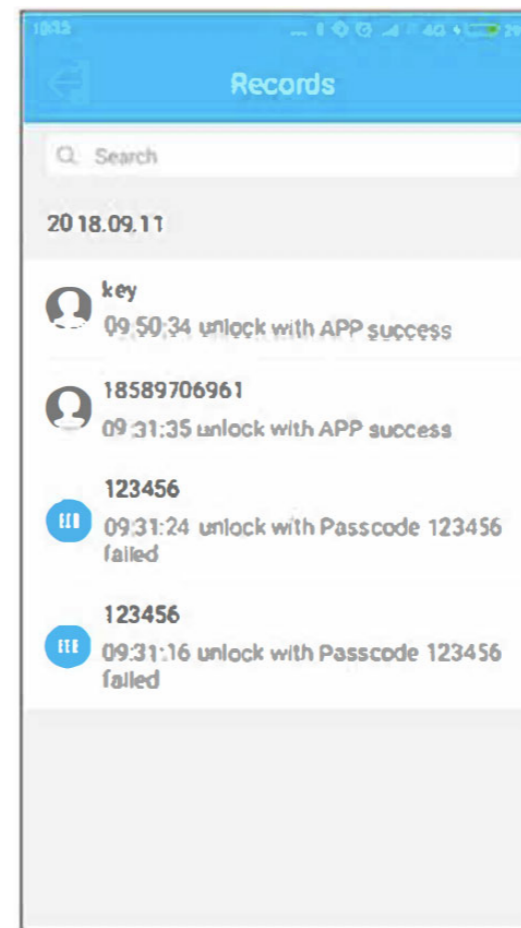 Records
Search
2018.09.11
key
09:50:34 unlock with APP success
18589706961
09:31:35 unlock with APP success
123456
09:31:24 unlock with Passcode 123456
failed
123456
09:31:16 unlock with Passcode 123456
failed